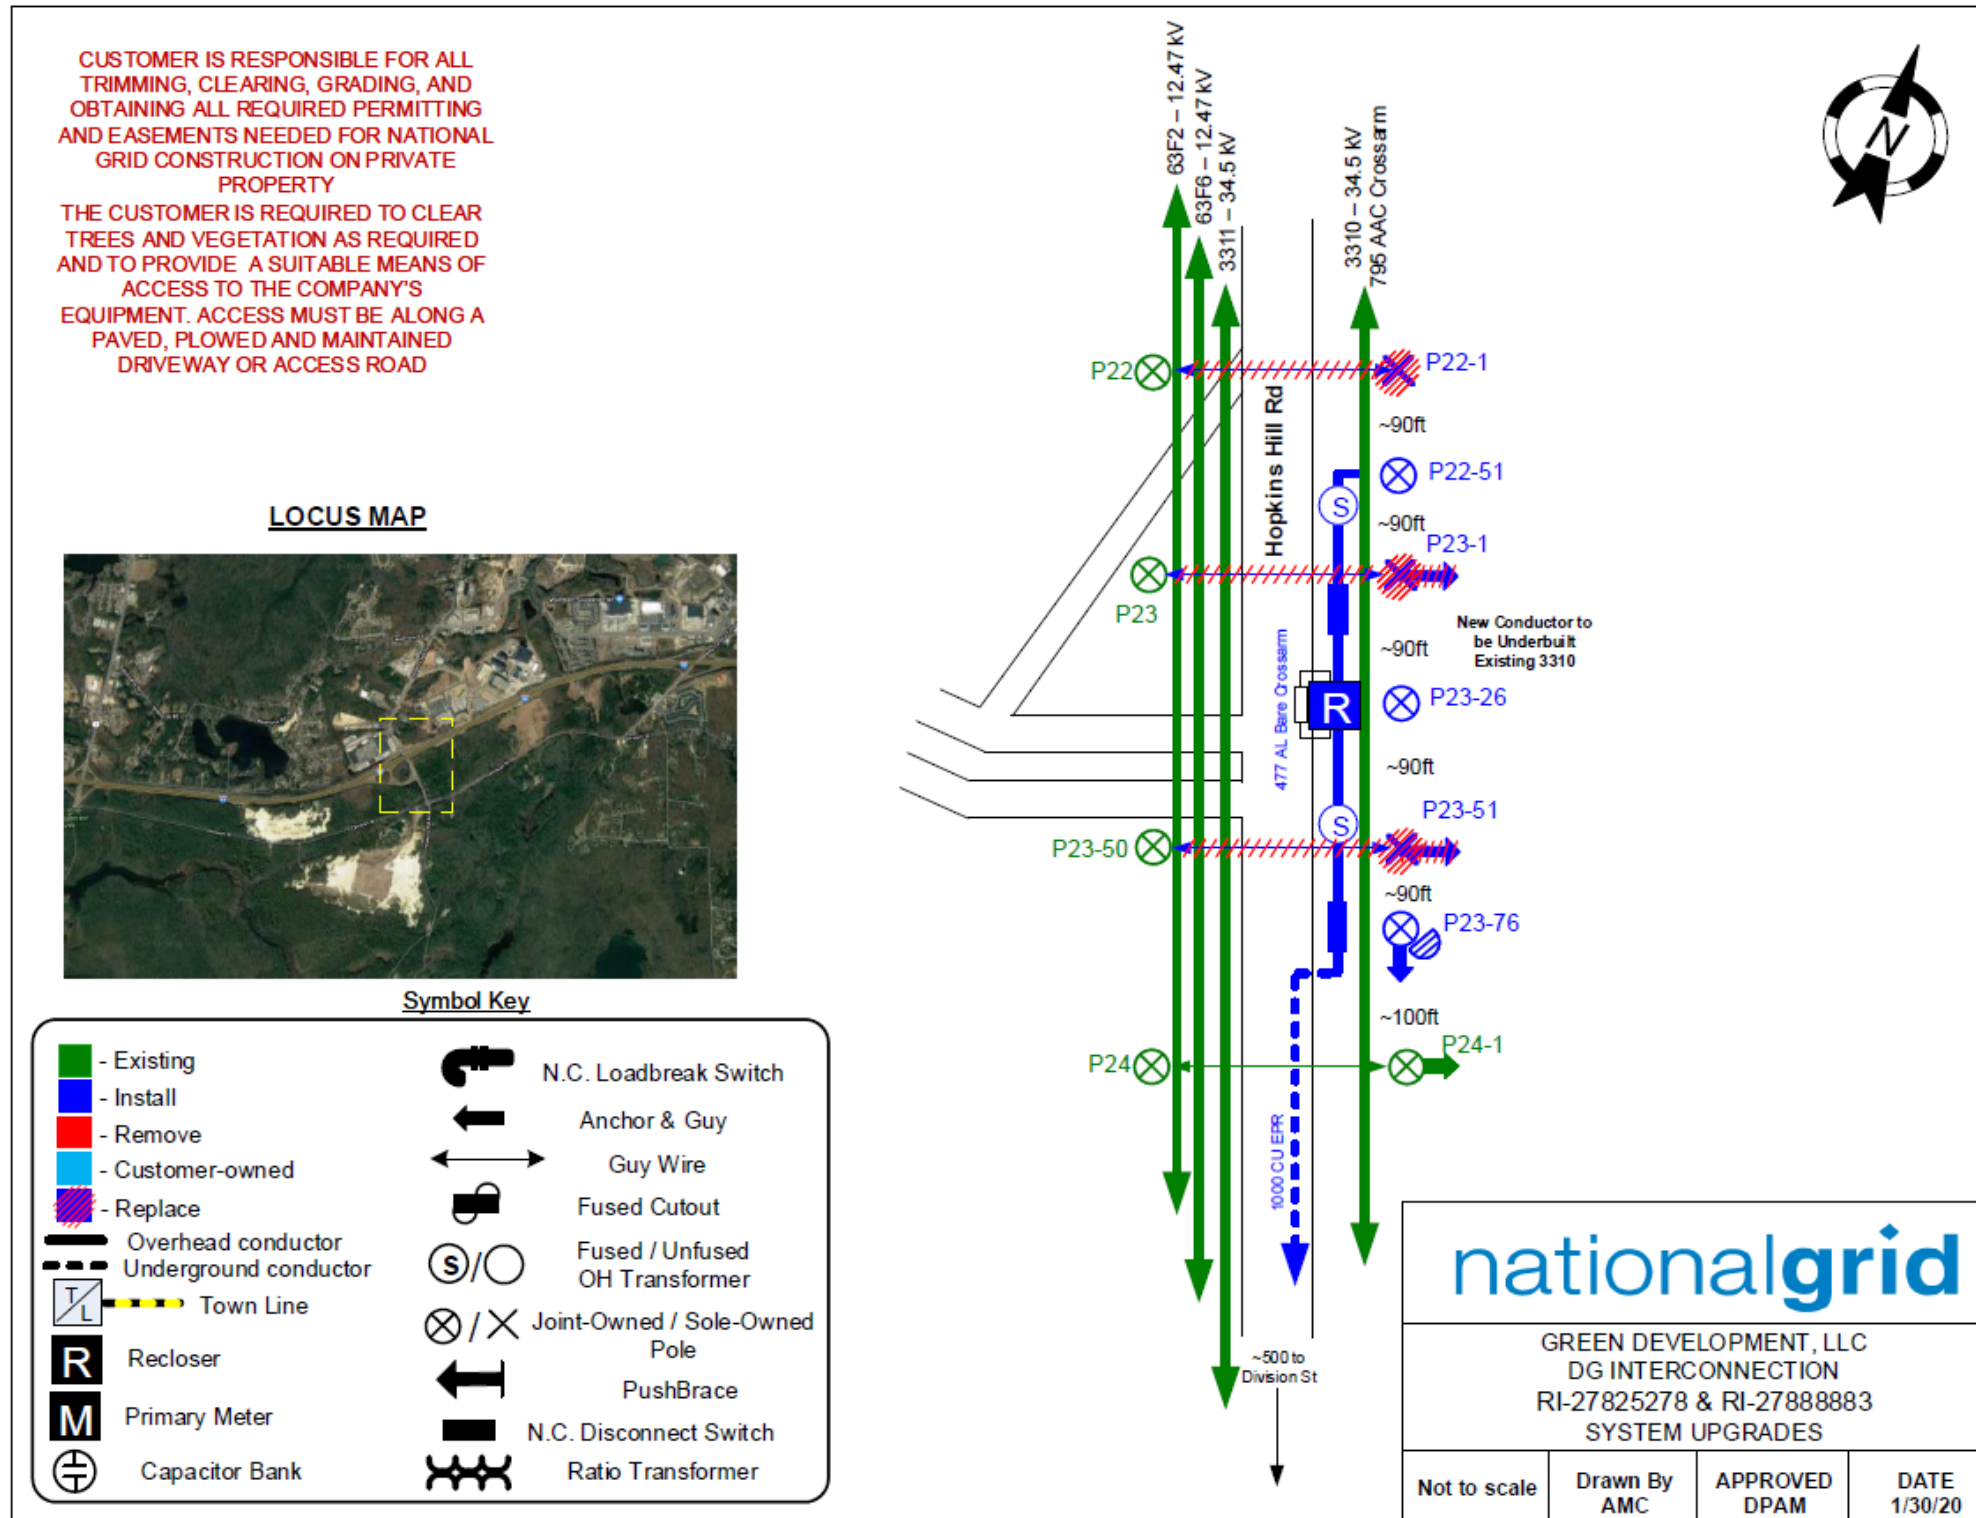 CUSTOMER IS RESPONSIBLE FOR ALL
TRIMMING, CLEARING, GRADING, AND
OBTAINING ALL REQUIRED PERMITTING
AND EASEMENTS NEEDED FOR NATIONAL
GRID CONSTRUCTION ON PRIVATE
PROPERTY
THE CUSTOMER IS REQUIRED TO CLEAR
TREES AND VEGETATION AS REQUIRED
AND TO PROVIDE A SUITABLE MEANS OF
ACCESS TO THE COMPANY'S
EQUIPMENT. ACCESS MUST BE ALONG A
PAVED, PLOWED AND MAINTAINED
DRIVEWAY OR ACCESS ROAD
LOCUS MAP
Symbol Key
- Existing
- Install
- Remove
- Customer-owned
- Replace
Overhead conductor
Underground conductor
T/L
Town Line
R
Recloser
M
Primary Meter
Capacitor Bank
N.C. Loadbreak Switch
Anchor & Guy
Guy Wire
Fused Cutout
S / 
Fused / Unfused
OH Transformer
/
Joint-Owned / Sole-Owned
Pole
PushBrace
N.C. Disconnect Switch
Ratio Transformer
63F2 – 12.47 kV
63F6 – 12.47 kV
3311 – 34.5 kV
3310 – 34.5 kV
795 AAC Crossarm
N
P22
P22-1
~90ft
Hopkins Hill Rd
P22-51
S
~90ft
P23-1
P23
New Conductor to
be Underbuilt
Existing 3310
~90ft
477 AL Bare Crossarm
R
P23-26
~90ft
P23-51
S
P23-50
~90ft
P23-76
~100ft
P24
P24-1
1000 CU EPR
~500 to
Division St
nationalgrid
GREEN DEVELOPMENT, LLC
DG INTERCONNECTION
RI-27825278 & RI-27888883
SYSTEM UPGRADES
Not to scale
Drawn By
AMC
APPROVED
DPAM
DATE
1/30/20